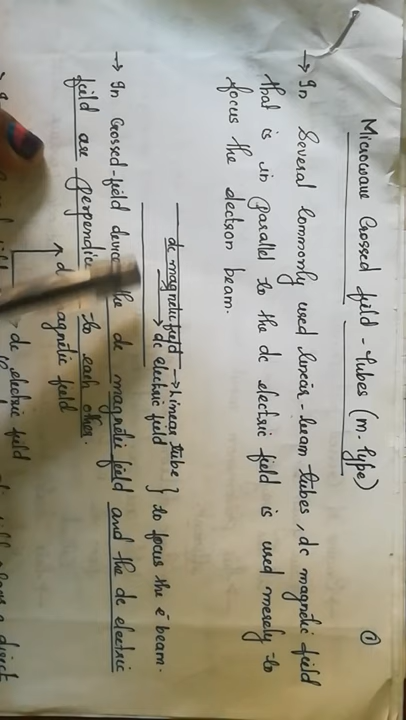 Microwave Crossed field - tubes (m-type)
①
→ In Several Commonly used linear-beam tubes, dc magnetic field
that is in parallel to the dc electric field is used merely to
focus the electron beam.
dc magnetic field → Linear tube } to focus the e⁻ beam.
→ dc electric field
→ In Crossed-field device the dc magnetic field and the dc electric
field are perpendic to each other.
agnetic field
→ dc electric field